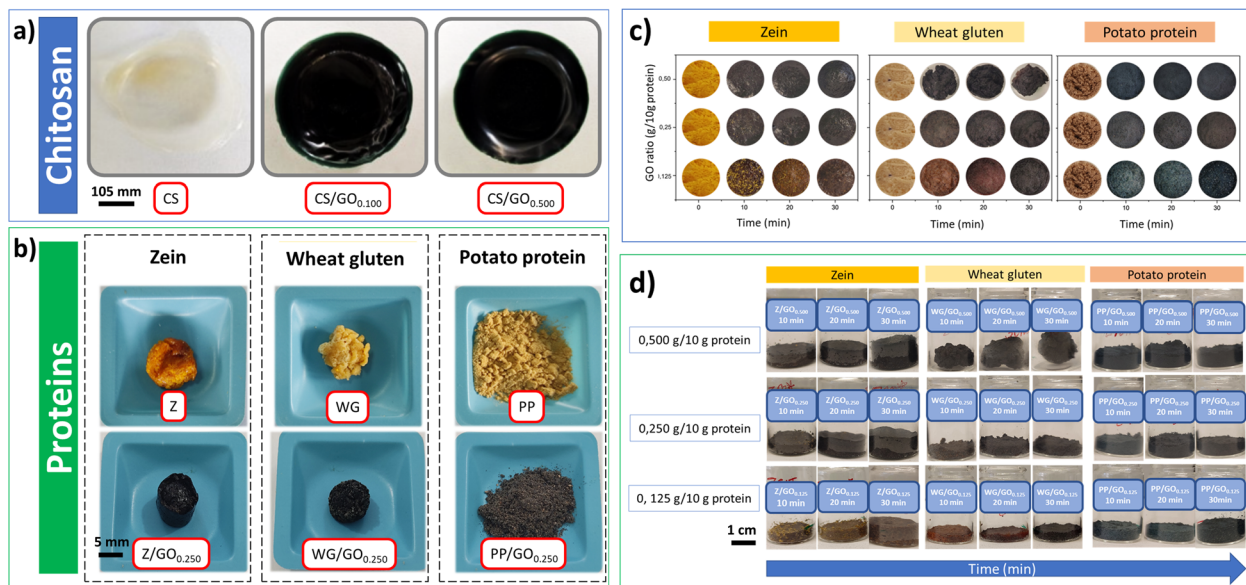 a)
Chitosan
105 mm
CS
CS/GO0.100
CS/GO0.500
b)
Proteins
Zein
Wheat gluten
Potato protein
Z
WG
PP
5 mm
Z/GO0.250
WG/GO0.250
PP/GO0.250
c)
Zein
Wheat gluten
Potato protein
GO ratio (g/10g protein)
0,50
0,25
1,125
0 10 20 30
0 10 20 30
0 10 20 30
Time (min)
Time (min)
Time (min)
d)
Zein
Wheat gluten
Potato protein
0,500 g/10 g protein
Z/GO0.500 10 min
Z/GO0.500 20 min
Z/GO0.500 30 min
WG/GO0.500 10 min
WG/GO0.500 20 min
WG/GO0.500 30 min
PP/GO0.500 10 min
PP/GO0.500 20 min
PP/GO0.500 30 min
0,250 g/10 g protein
Z/GO0.250 10 min
Z/GO0.250 20 min
Z/GO0.250 30 min
WG/GO0.250 10 min
WG/GO0.250 20 min
WG/GO0.250 30 min
PP/GO0.250 10 min
PP/GO0.250 20 min
PP/GO0.250 30 min
0, 125 g/10 g protein
Z/GO0.125 10 min
Z/GO0.125 20 min
Z/GO0.125 30 min
WG/GO0.125 10 min
WG/GO0.125 20 min
WG/GO0.125 30 min
PP/GO0.125 10 min
PP/GO0.125 20 min
PP/GO0.125 30min
1 cm
Time (min)